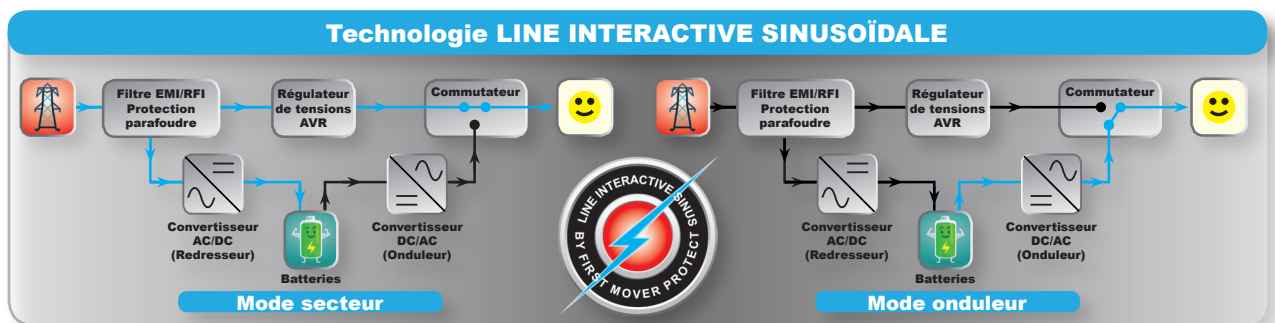 Technologie LINE INTERACTIVE SINUSOÏDALE
Filtre EMI/RFI
Protection
parafoudre
Régulateur
de tensions
AVR
Commutateur
Convertisseur
AC/DC
(Redresseur)
Batteries
Convertisseur
DC/AC
(Onduleur)
Mode secteur
LINE INTERACTIVE SINUS
BY FIRST MOVER PROTECT
Filtre EMI/RFI
Protection
parafoudre
Régulateur
de tensions
AVR
Commutateur
Convertisseur
AC/DC
(Redresseur)
Batteries
Convertisseur
DC/AC
(Onduleur)
Mode onduleur